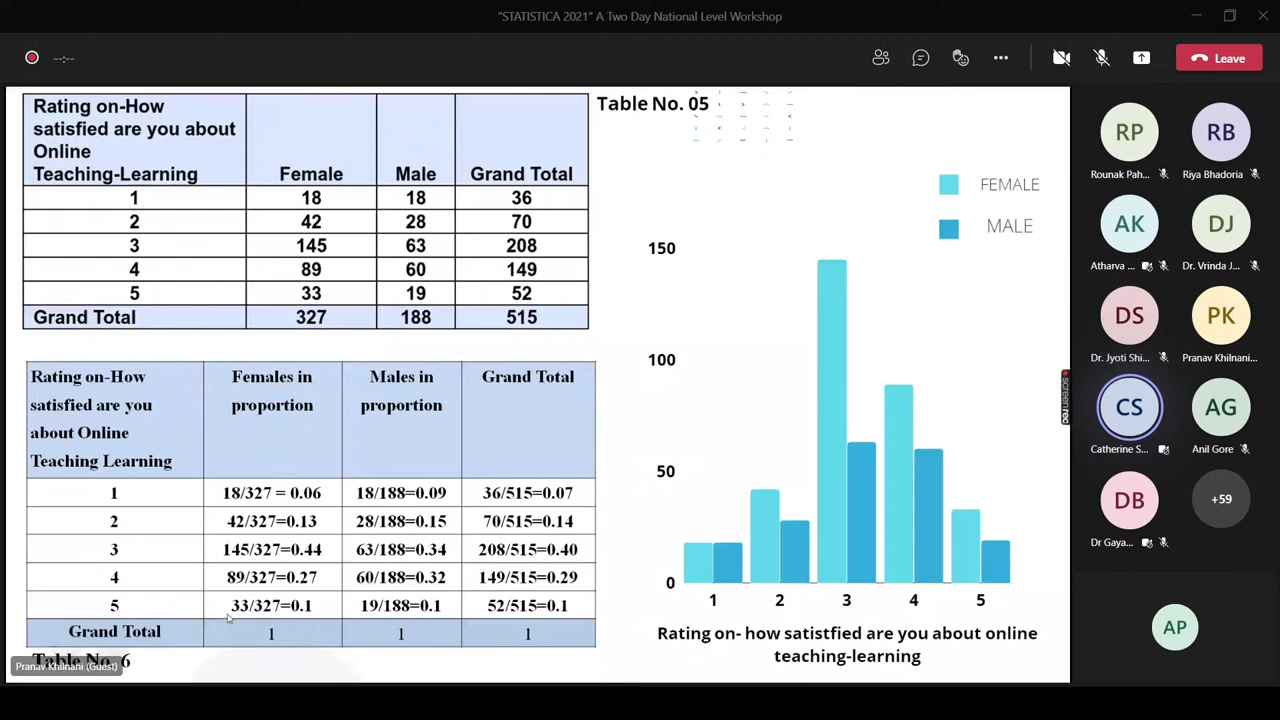 "STATISTICA 2021" A Two Day National Level Workshop
--:--
Leave
Table No. 05
Rating on-How
satisfied are you about
Online
Teaching-Learning Female Male Grand Total
1 18 18 36
2 42 28 70
3 145 63 208
4 89 60 149
5 33 19 52
Grand Total 327 188 515
Rating on-How Females in Males in Grand Total
satisfied are you proportion proportion
about Online
Teaching Learning
1 18/327 = 0.06 18/188=0.09 36/515=0.07
2 42/327=0.13 28/188=0.15 70/515=0.14
3 145/327=0.44 63/188=0.34 208/515=0.40
4 89/327=0.27 60/188=0.32 149/515=0.29
5 33/327=0.1 19/188=0.1 52/515=0.1
Grand Total 1 1 1
Table No. 6
Pranav Khilnani (Guest)
FEMALE
MALE
150
100
50
0
1 2 3 4 5
Rating on- how satistfied are you about online
teaching-learning
screenrec
RP RB
Rounak Pah... Riya Bhadoria
AK DJ
Atharva ... Dr. Vrinda J...
DS PK
Dr. Jyoti Shi... Pranav Khilnani...
CS AG
Catherine S... Anil Gore
DB +59
Dr Gaya...
AP